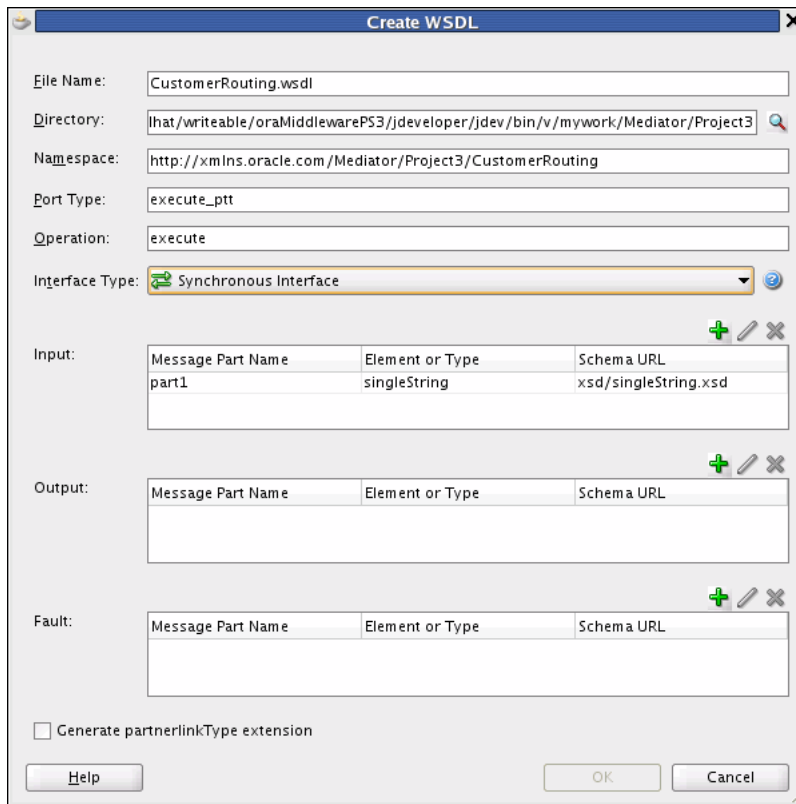 Create WSDL
File Name: CustomerRouting.wsdl
Directory: lhat/writeable/oraMiddlewarePS3/jdeveloper/jdev/bin/v/mywork/Mediator/Project3
Namespace: http://xmlns.oracle.com/Mediator/Project3/CustomerRouting
Port Type: execute_ptt
Operation: execute
Interface Type: Synchronous Interface
Input:
Message Part Name Element or Type Schema URL
part1 singleString xsd/singleString.xsd
Output:
Message Part Name Element or Type Schema URL
Fault:
Message Part Name Element or Type Schema URL
Generate partnerlinkType extension
Help OK Cancel